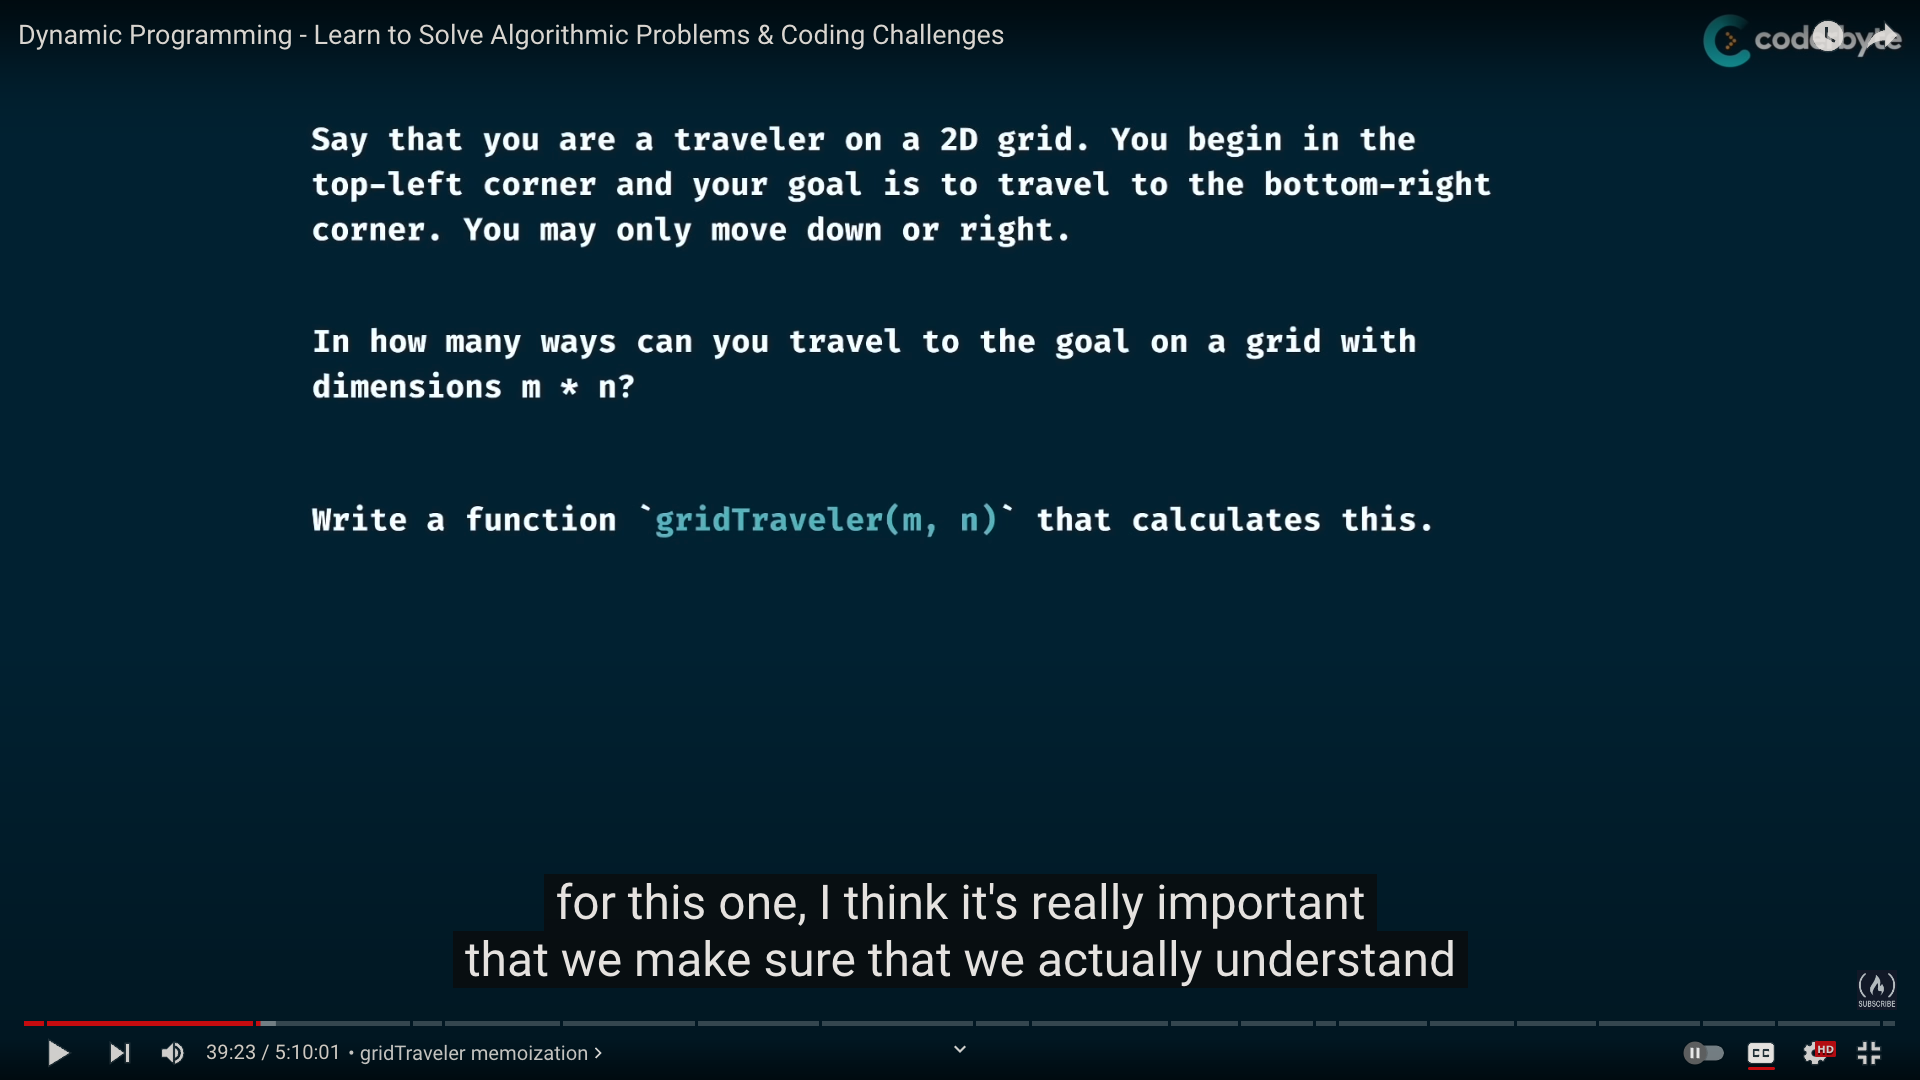 Dynamic Programming - Learn to Solve Algorithmic Problems & Coding Challenges
coderbyte
Say that you are a traveler on a 2D grid. You begin in the
top-left corner and your goal is to travel to the bottom-right
corner. You may only move down or right.
In how many ways can you travel to the goal on a grid with
dimensions m * n?
Write a function `gridTraveler(m, n)` that calculates this.
for this one, I think it's really important
that we make sure that we actually understand
SUBSCRIBE
39:23 / 5:10:01 • gridTraveler memoization >
CC
HD